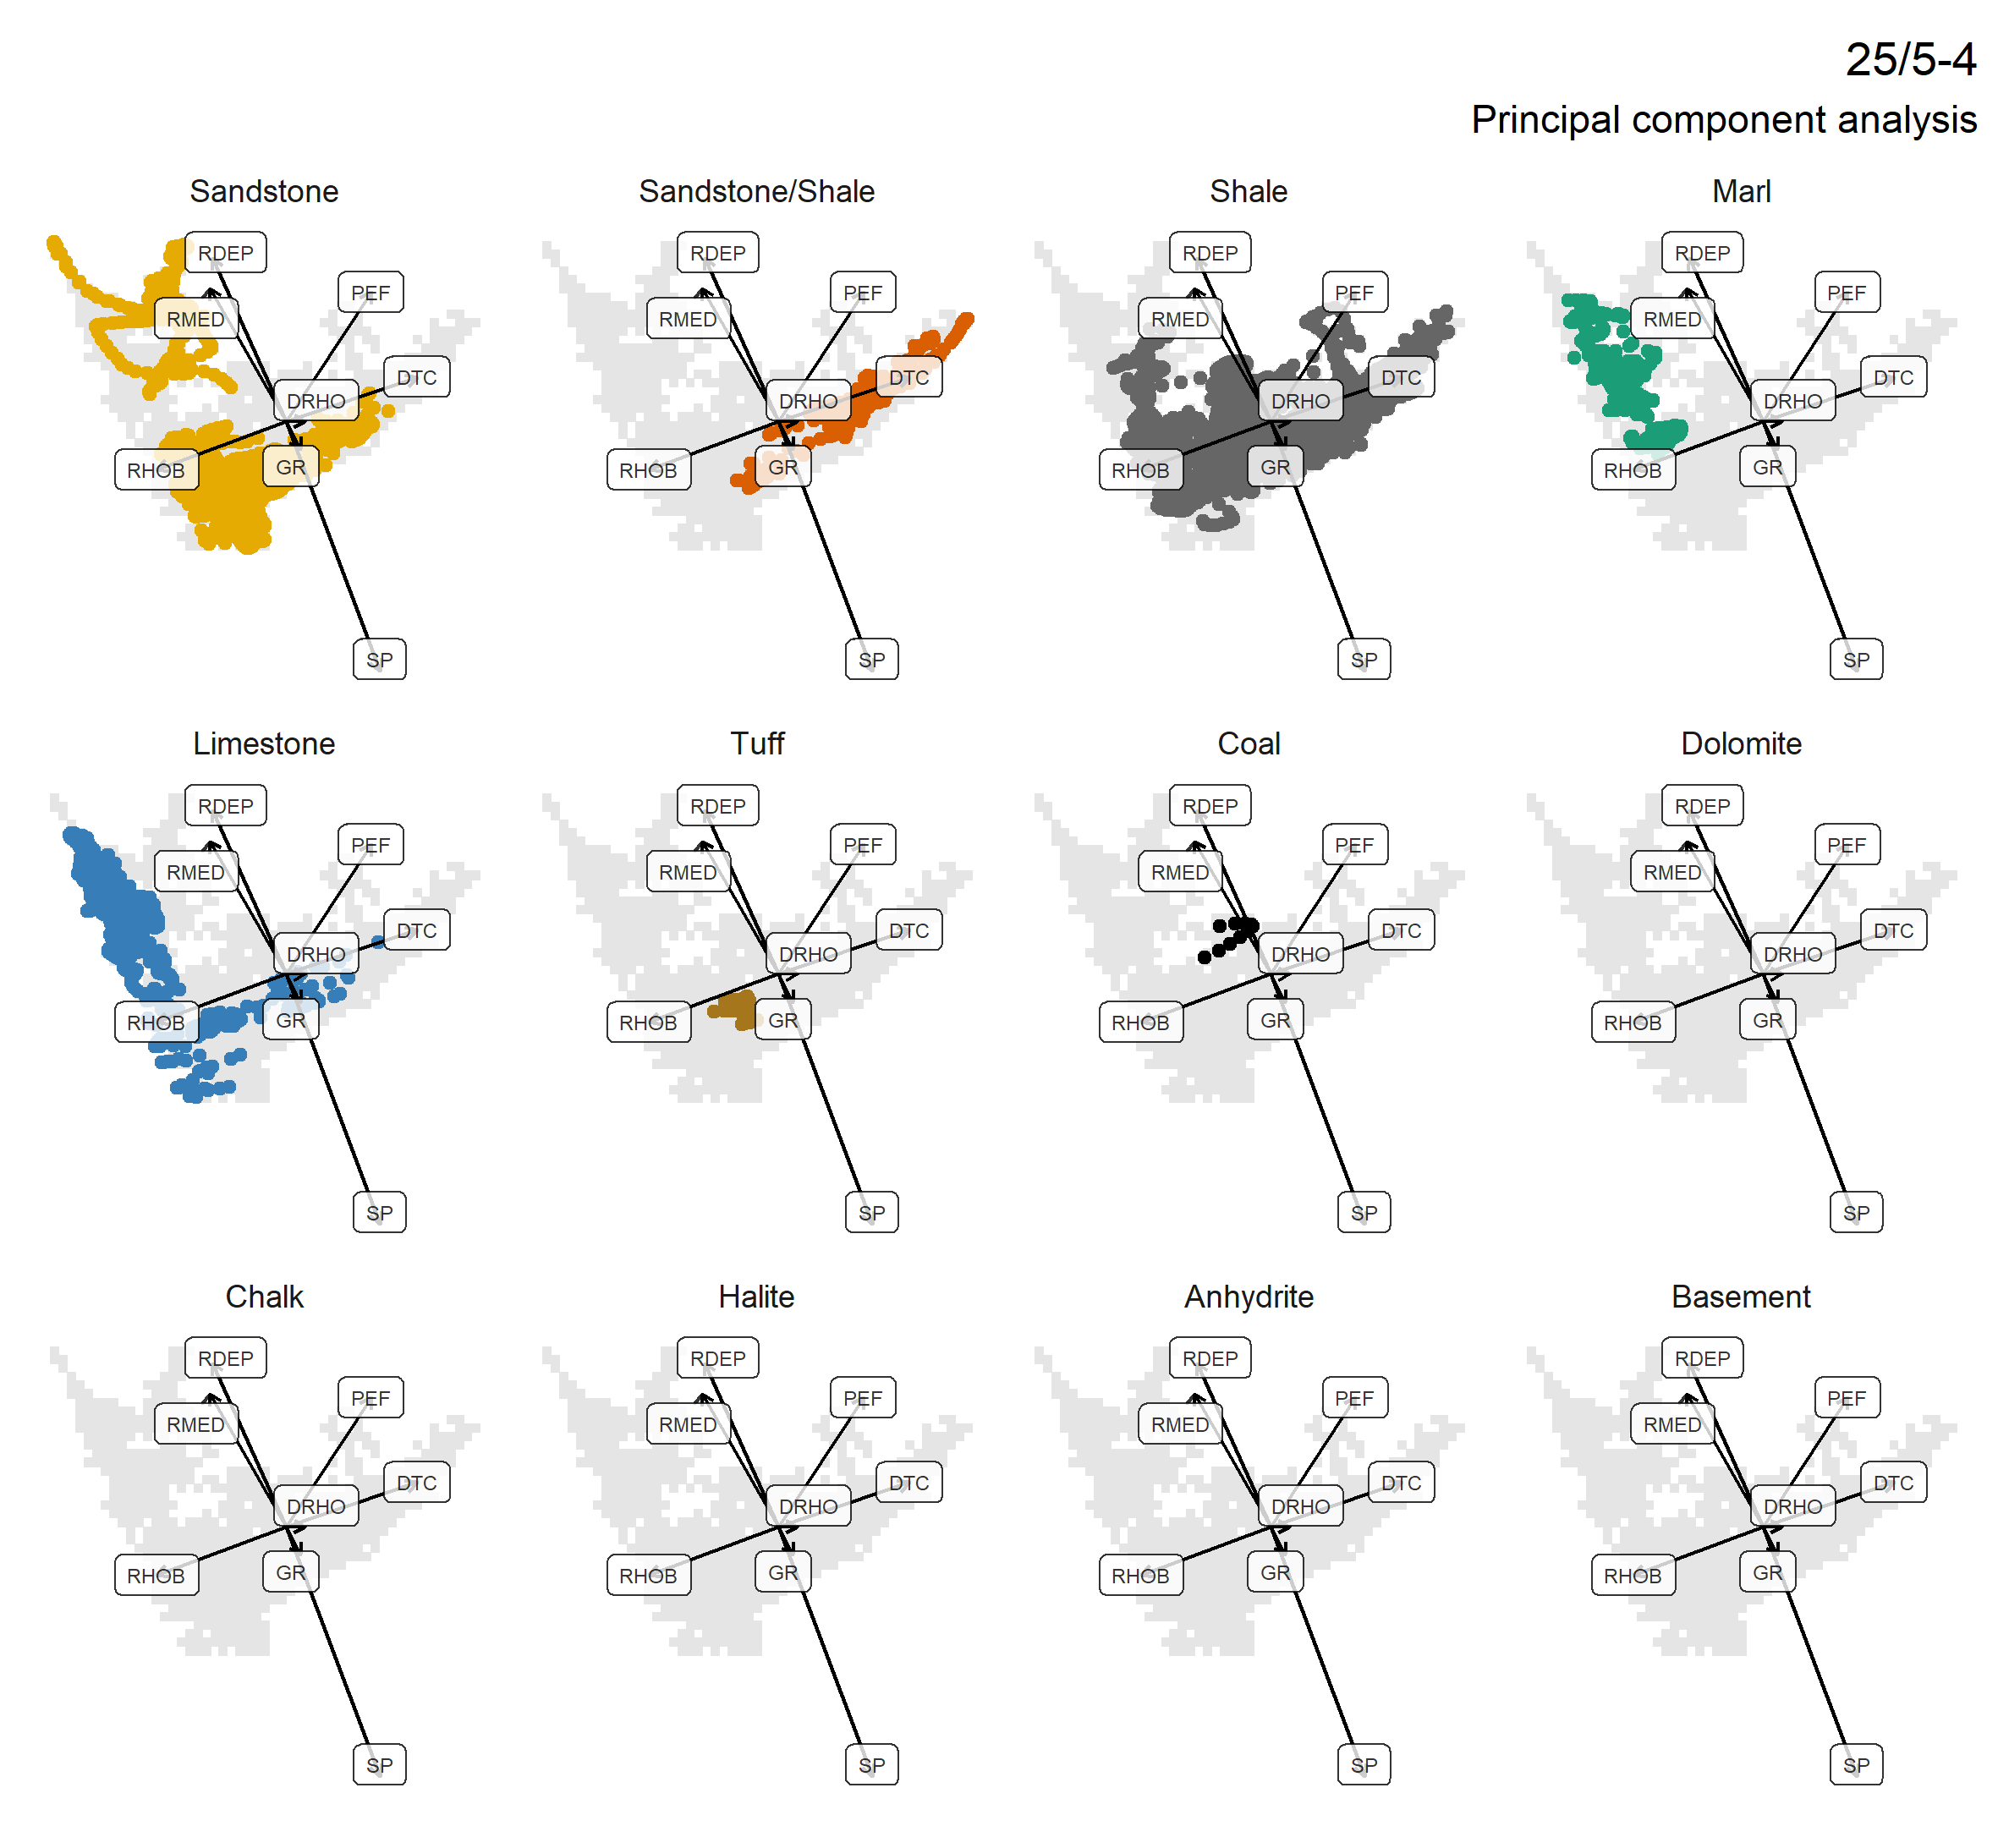 25/5-4
Principal component analysis
Sandstone
Sandstone/Shale
Shale
Marl
RDEP
PEF
RMED
DTC
DRHO
RHOB
GR
SP
RDEP
PEF
RMED
DTC
DRHO
RHOB
GR
SP
RDEP
PEF
RMED
DTC
DRHO
RHOB
GR
SP
RDEP
PEF
RMED
DTC
DRHO
RHOB
GR
SP
Limestone
Tuff
Coal
Dolomite
RDEP
PEF
RMED
DTC
DRHO
RHOB
GR
SP
RDEP
PEF
RMED
DTC
DRHO
RHOB
GR
SP
RDEP
PEF
RMED
DTC
DRHO
RHOB
GR
SP
RDEP
PEF
RMED
DTC
DRHO
RHOB
GR
SP
Chalk
Halite
Anhydrite
Basement
RDEP
PEF
RMED
DTC
DRHO
RHOB
GR
SP
RDEP
PEF
RMED
DTC
DRHO
RHOB
GR
SP
RDEP
PEF
RMED
DTC
DRHO
RHOB
GR
SP
RDEP
PEF
RMED
DTC
DRHO
RHOB
GR
SP